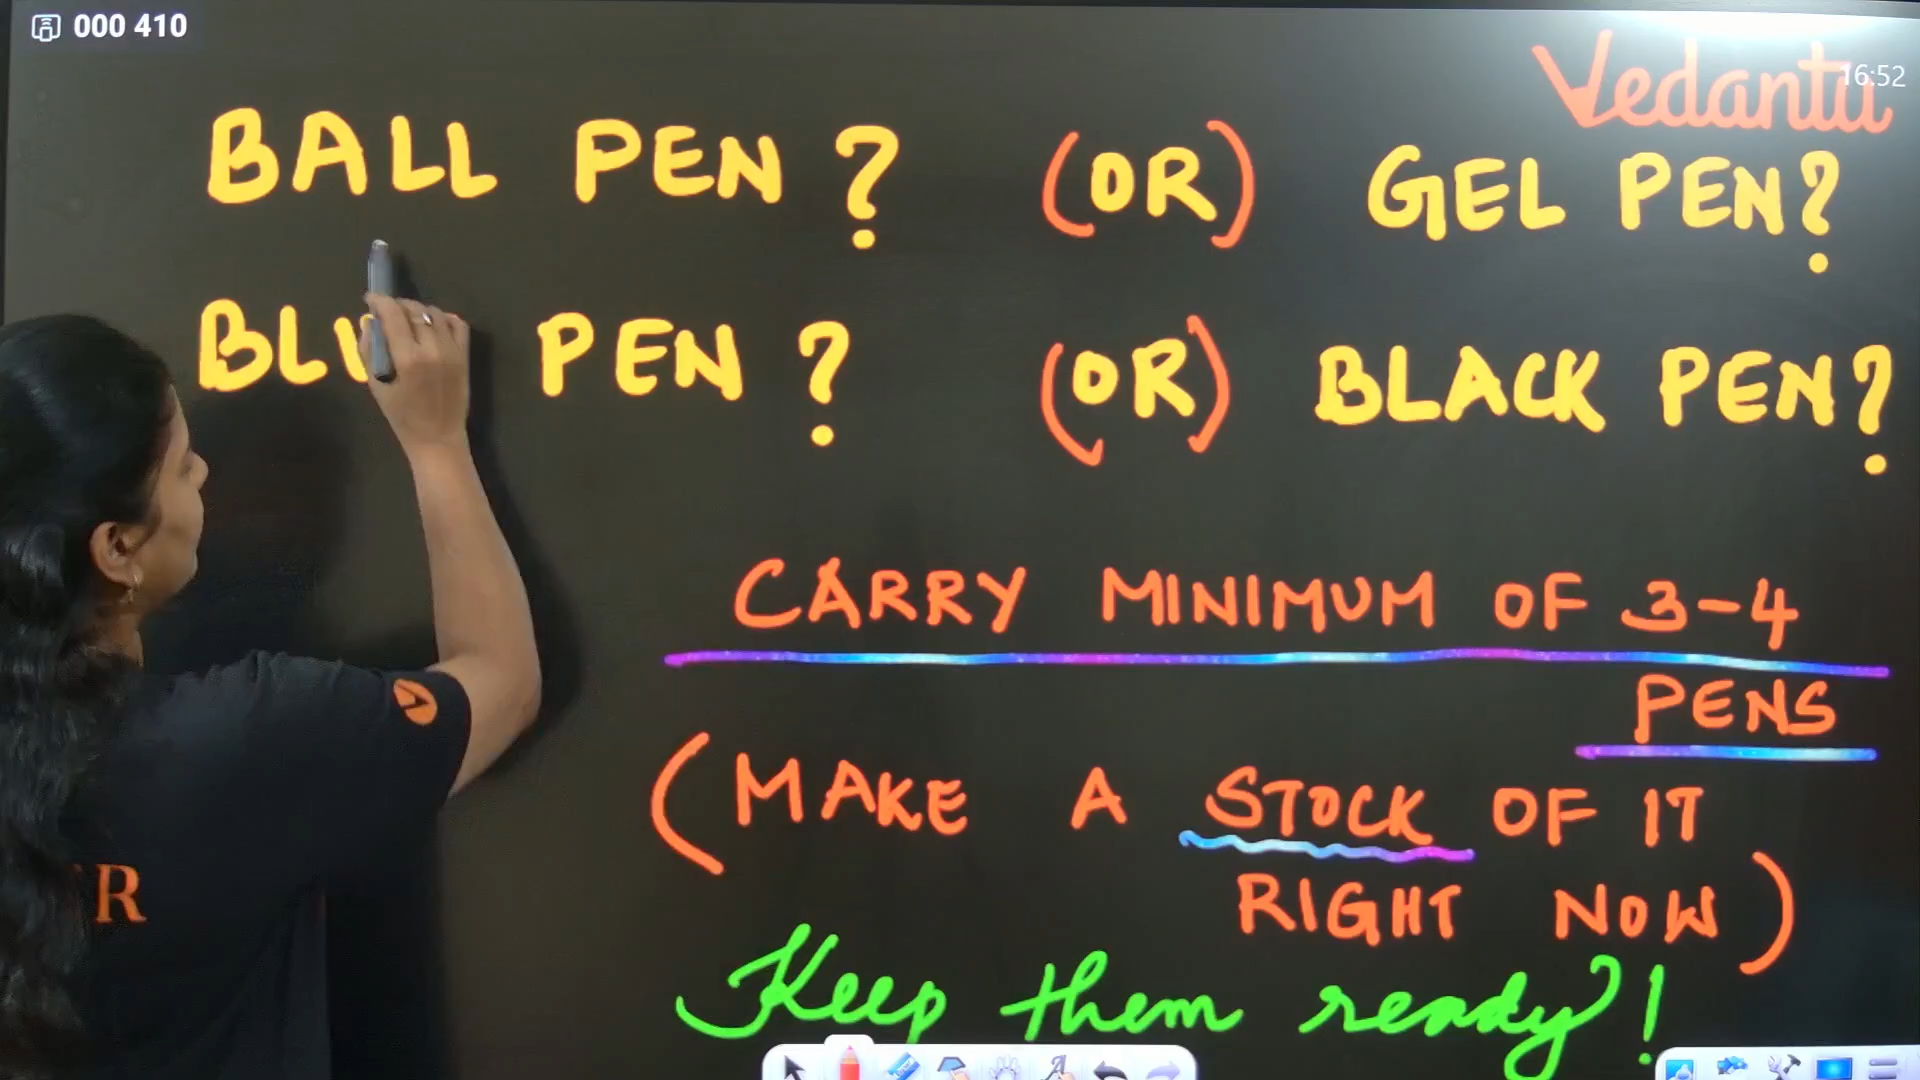 000 410
Vedantu
16:52
BALL PEN ? (OR) GEL PEN?
PEN ? (OR) BLACK PEN?
CARRY MINIMUM OF 3-4
PENS
(MAKE A STOCK OF IT
RIGHT NOW)
Keep them ready!
R